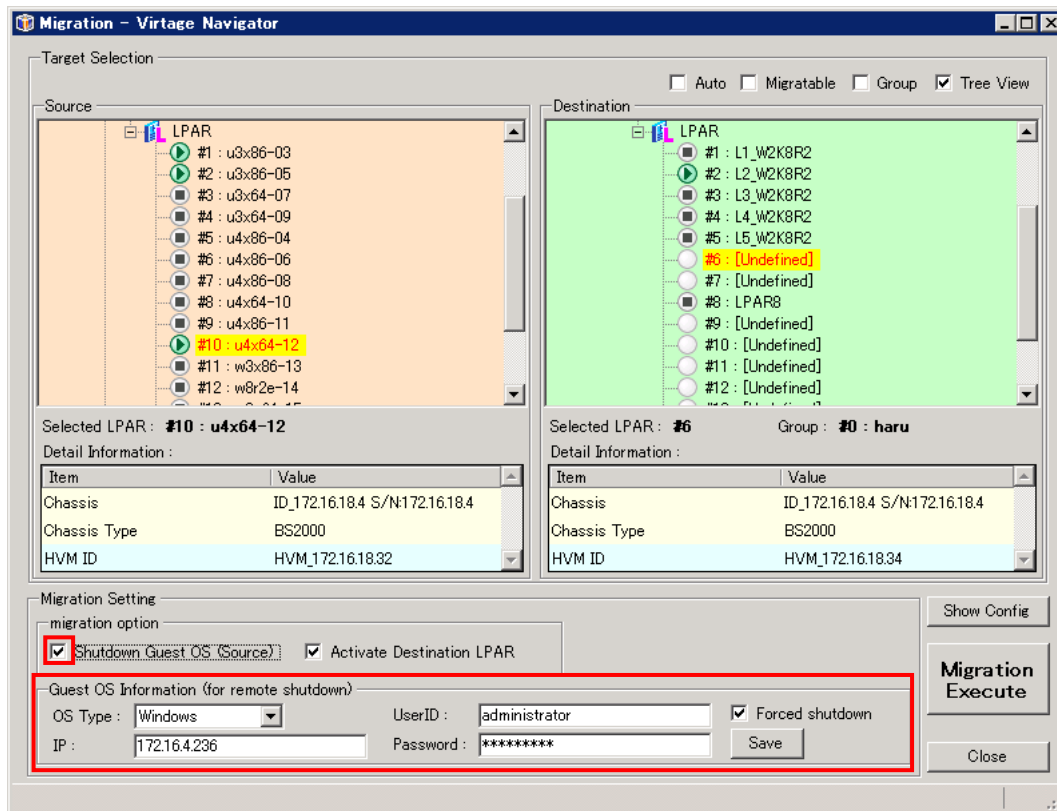 Migration - Virtage Navigator
Target Selection
Auto Migratable Group Tree View
Source
LPAR
#1 : u3x86-03
#2 : u3x86-05
#3 : u3x64-07
#4 : u3x64-09
#5 : u4x86-04
#6 : u4x86-06
#7 : u4x86-08
#8 : u4x64-10
#9 : u4x86-11
#10 : u4x64-12
#11 : w3x86-13
#12 : w8r2e-14
Selected LPAR : #10 : u4x64-12
Detail Information :
Item Value
Chassis ID_172.16.18.4 S/N:172.16.18.4
Chassis Type BS2000
HVM ID HVM_172.16.18.32
Destination
LPAR
#1 : L1_W2K8R2
#2 : L2_W2K8R2
#3 : L3_W2K8R2
#4 : L4_W2K8R2
#5 : L5_W2K8R2
#6 : [Undefined]
#7 : [Undefined]
#8 : LPAR8
#9 : [Undefined]
#10 : [Undefined]
#11 : [Undefined]
#12 : [Undefined]
Selected LPAR : #6 Group : #0 : haru
Detail Information :
Item Value
Chassis ID_172.16.18.4 S/N:172.16.18.4
Chassis Type BS2000
HVM ID HVM_172.16.18.34
Migration Setting
migration option
Shutdown Guest OS (Source) Activate Destination LPAR
Guest OS Information (for remote shutdown)
OS Type : Windows UserID : administrator Forced shutdown
IP : 172.16.4.236 Password : ********* Save
Show Config
Migration
Execute
Close